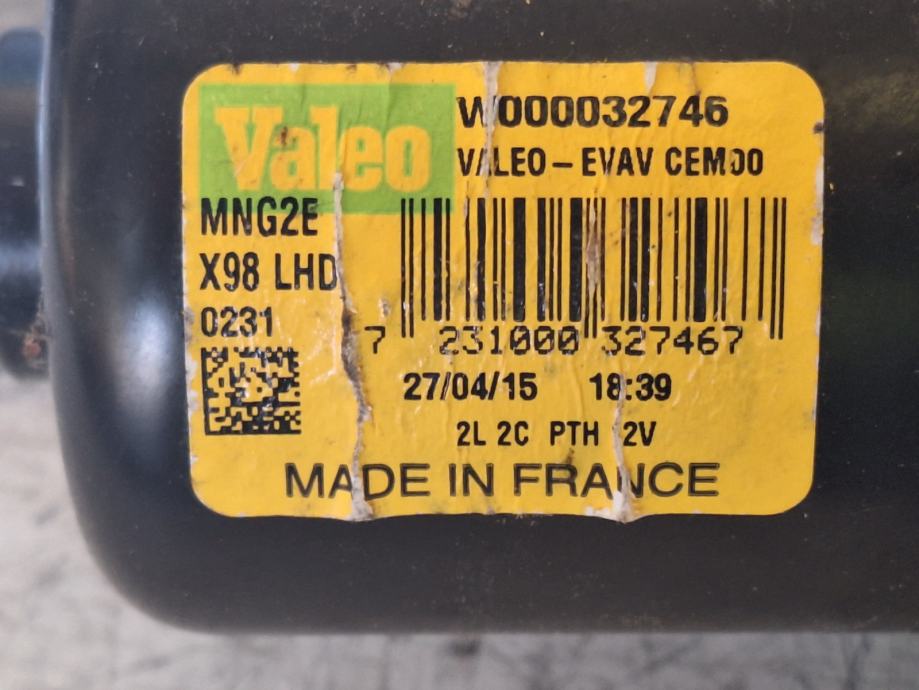 Valeo
W000032746
VALEO – EVAV CEM00
MNG2E
X98 LHD
0231
7 231000 327467
27/04/15 18:39
2L 2C PTH 2V
MADE IN FRANCE